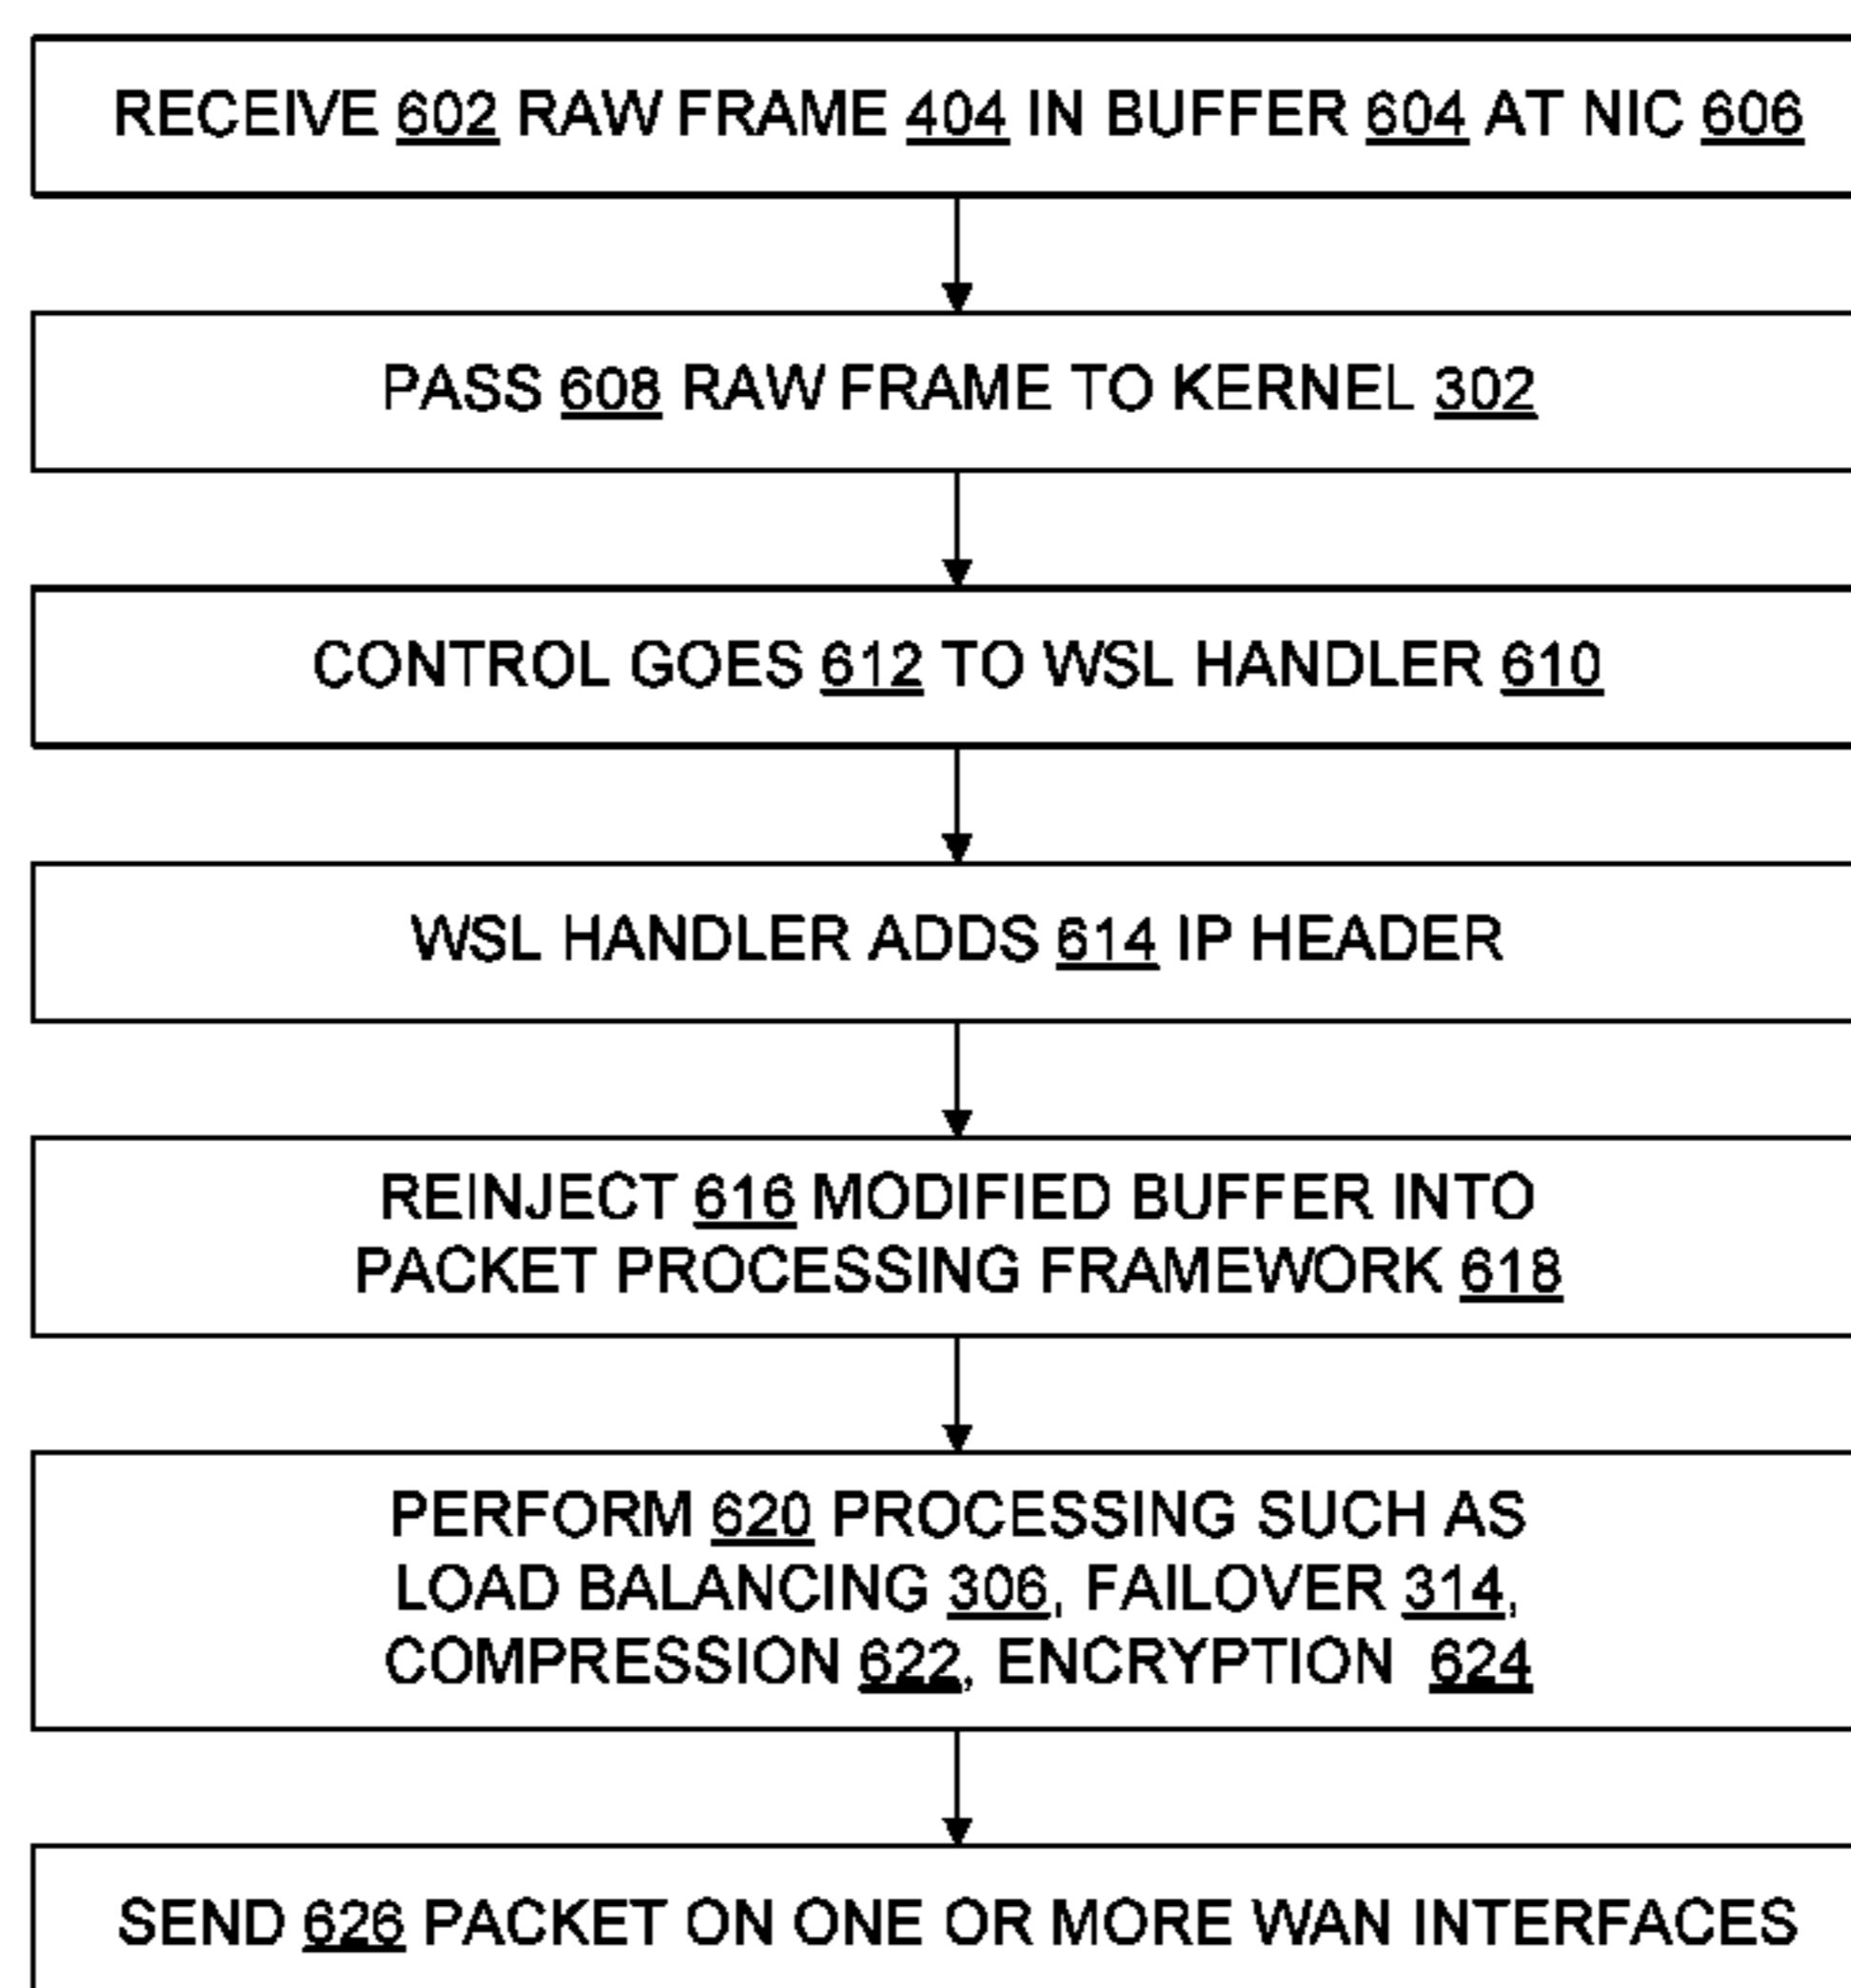 RECEIVE 602 RAW FRAME 404 IN BUFFER 604 AT NIC 606
PASS 608 RAW FRAME TO KERNEL 302
CONTROL GOES 612 TO WSL HANDLER 610
WSL HANDLER ADDS 614 IP HEADER
REINJECT 616 MODIFIED BUFFER INTO
PACKET PROCESSING FRAMEWORK 618
PERFORM 620 PROCESSING SUCH AS
LOAD BALANCING 306, FAILOVER 314,
COMPRESSION 622, ENCRYPTION 624
SEND 626 PACKET ON ONE OR MORE WAN INTERFACES